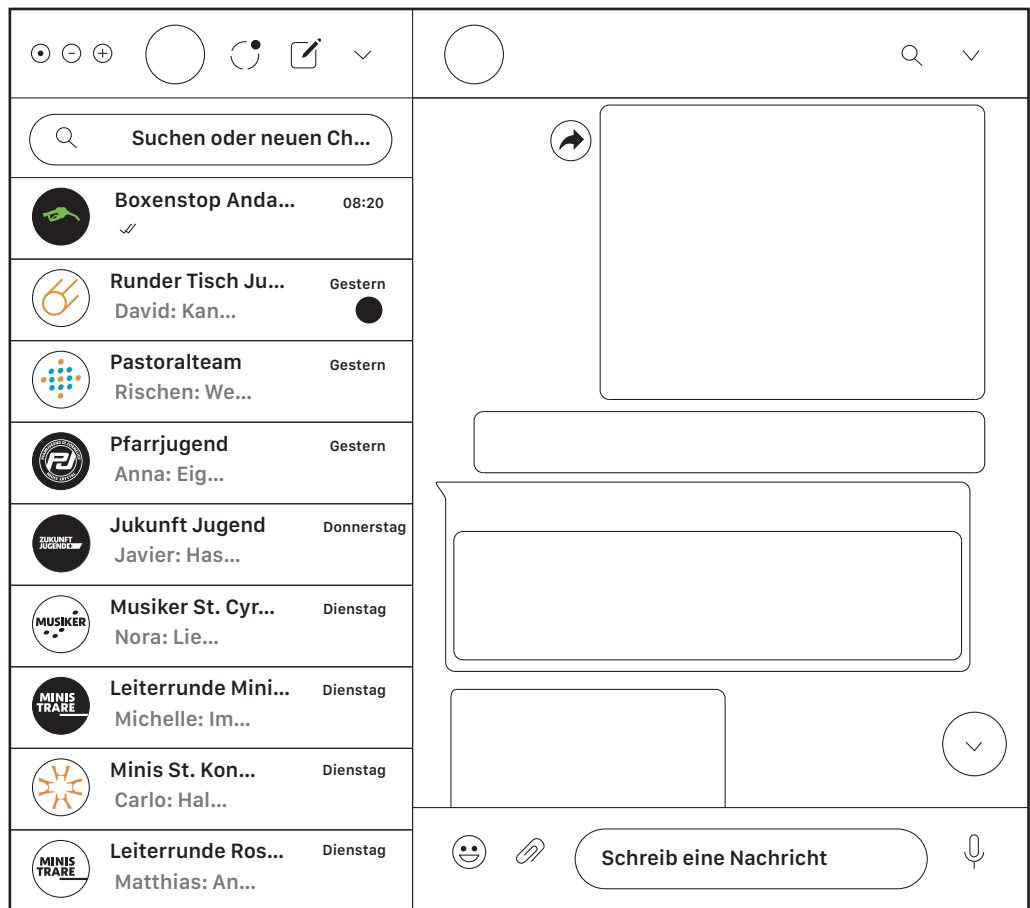 Suchen oder neuen Ch...
Boxenstop Anda...
08:20
Runder Tisch Ju...
Gestern
David: Kan...
Pastoralteam
Gestern
Rischen: We...
Pfarrjugend
Gestern
Anna: Eig...
PJ
ZUKUNFT
JUGEND
Jukunft Jugend
Donnerstag
Javier: Has...
MUSIKER
Musiker St. Cyr...
Dienstag
Nora: Lie...
MINIS
TRARE
Leiterrunde Mini...
Dienstag
Michelle: Im...
Minis St. Kon...
Dienstag
Carlo: Hal...
MINIS
TRARE
Leiterrunde Ros...
Dienstag
Matthias: An...
Schreib eine Nachricht